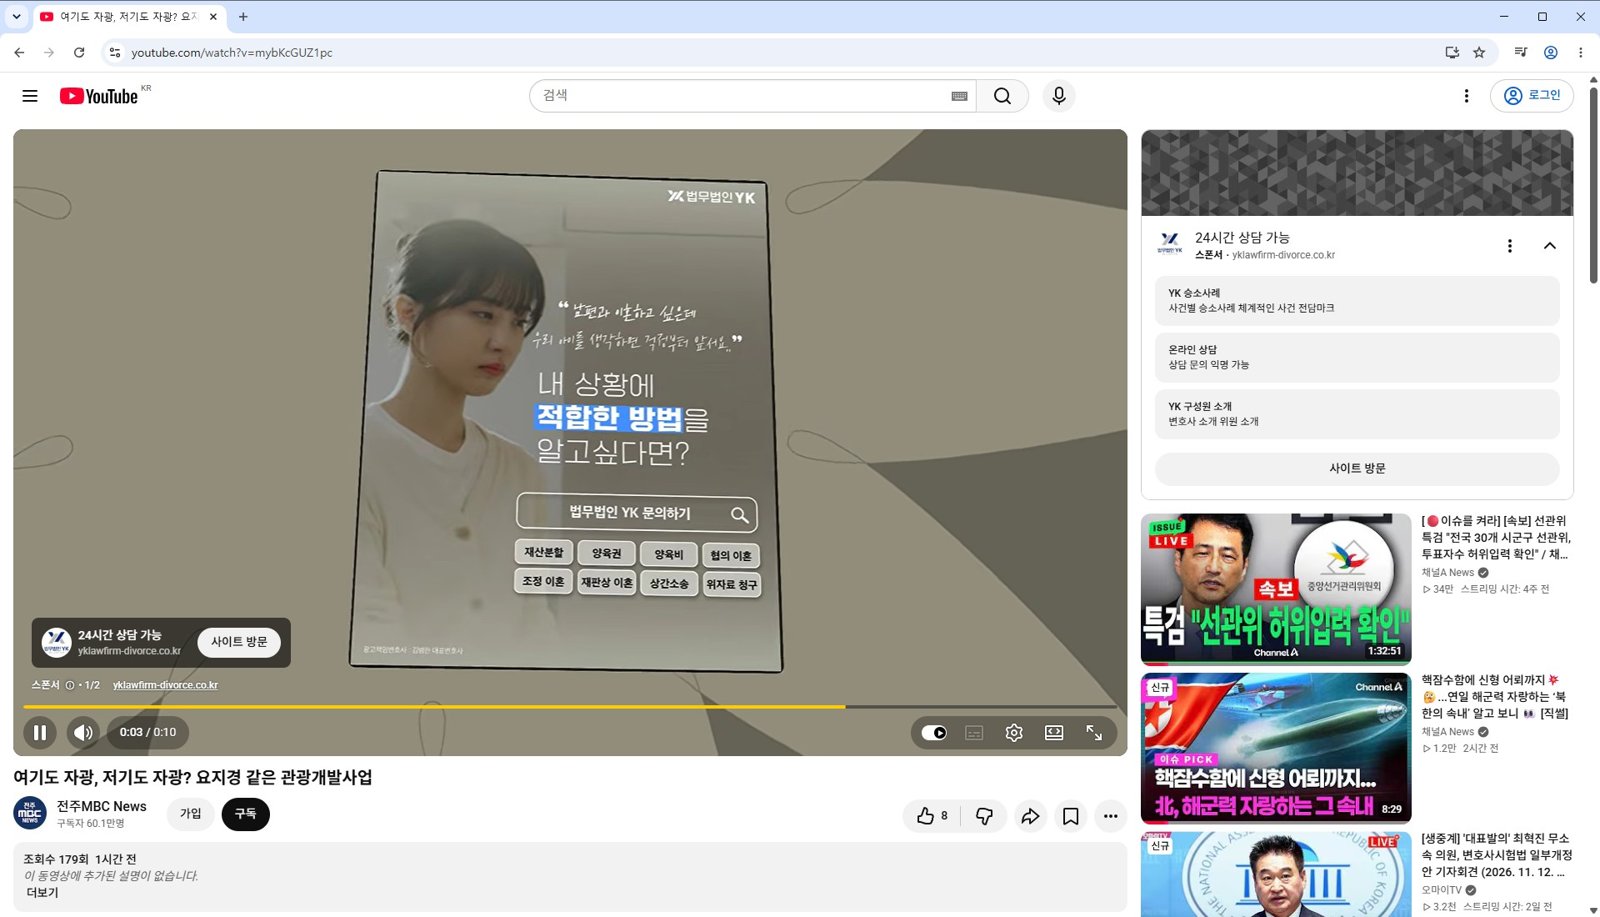 여기도 자광, 저기도 자광? 요지
youtube.com/watch?v=mybKcGUZ1pc
YouTube KR
검색
로그인
법무법인 YK
“ 남편과 이혼하고 싶은데
우리 아이를 생각하면 걱정부터 앞서요.. ”
내 상황에
적합한 방법을
알고싶다면?
법무법인 YK 문의하기
재산분할 양육권 양육비 협의 이혼
조정 이혼 재판상 이혼 상간소송 위자료 청구
24시간 상담 가능
yklawfirm-divorce.co.kr
사이트 방문
스폰서 · 1/2 yklawfirm-divorce.co.kr
0:03 / 0:10
여기도 자광, 저기도 자광? 요지경 같은 관광개발사업
전주 MBC NEWS
전주MBC News
구독자 60.1만명
가입
구독
8
조회수 179회 1시간 전
이 동영상에 추가된 설명이 없습니다.
더보기
24시간 상담 가능
스폰서 · yklawfirm-divorce.co.kr
YK 승소사례
사건별 승소사례 체계적인 사건 전담마크
온라인 상담
상담 문의 익명 가능
YK 구성원 소개
변호사 소개 위원 소개
사이트 방문
ISSUE
LIVE
중앙선거관리위원회
속보
특검 "선관위 허위입력 확인"
Channel A
1:32:51
[🔴이슈를 켜라] [속보] 선관위
특검 "전국 30개 시군구 선관위,
투표자수 허위입력 확인" / 채...
채널A News
34만 스트리밍 시간: 4주 전
신규
Channel A
이슈 PICK
핵잠수함에 신형 어뢰까지...
北, 해군력 자랑하는 그 속내
8:29
핵잠수함에 신형 어뢰까지💥
🤔...연일 해군력 자랑하는 ‘북
한의 속내’ 알고 보니 👀 [직썰]
채널A News
1.2만 2시간 전
신규
LIVE
[생중계] '대표발의' 최혁진 무소
속 의원, 변호사시험법 일부개정
안 기자회견 (2026. 11. 12. ...
오마이TV
3.2천 스트리밍 시간: 2일 전